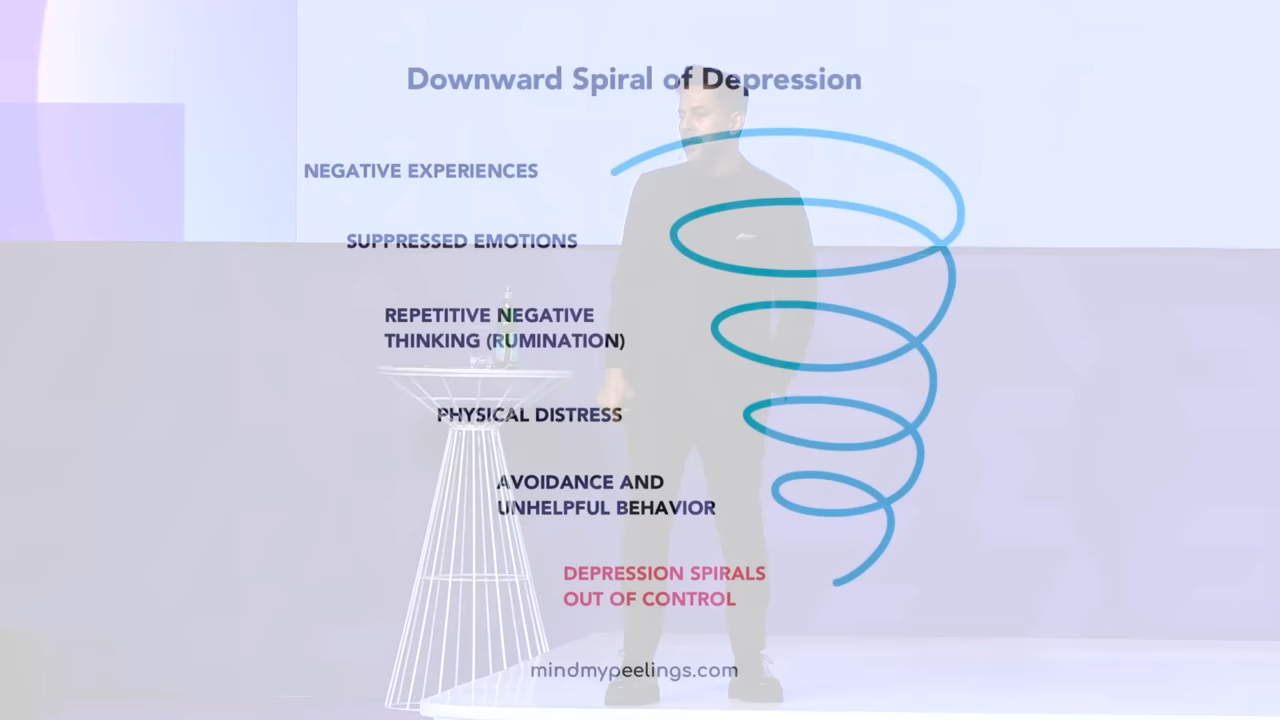 Downward Spiral of Depression
NEGATIVE EXPERIENCES
SUPPRESSED EMOTIONS
REPETITIVE NEGATIVE
THINKING (RUMINATION)
PHYSICAL DISTRESS
AVOIDANCE AND
UNHELPFUL BEHAVIOR
DEPRESSION SPIRALS
OUT OF CONTROL
mindmypeelings.com